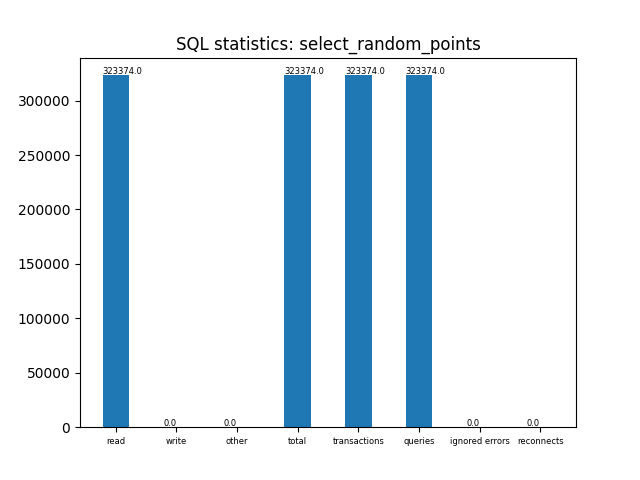 SQL statistics: select_random_points
323374.0 323374.0 323374.0 323374.0
300000
250000
200000
150000
100000
50000
0.0 0.0 0.0 0.0
0
read write other total transactions queries ignored errors reconnects